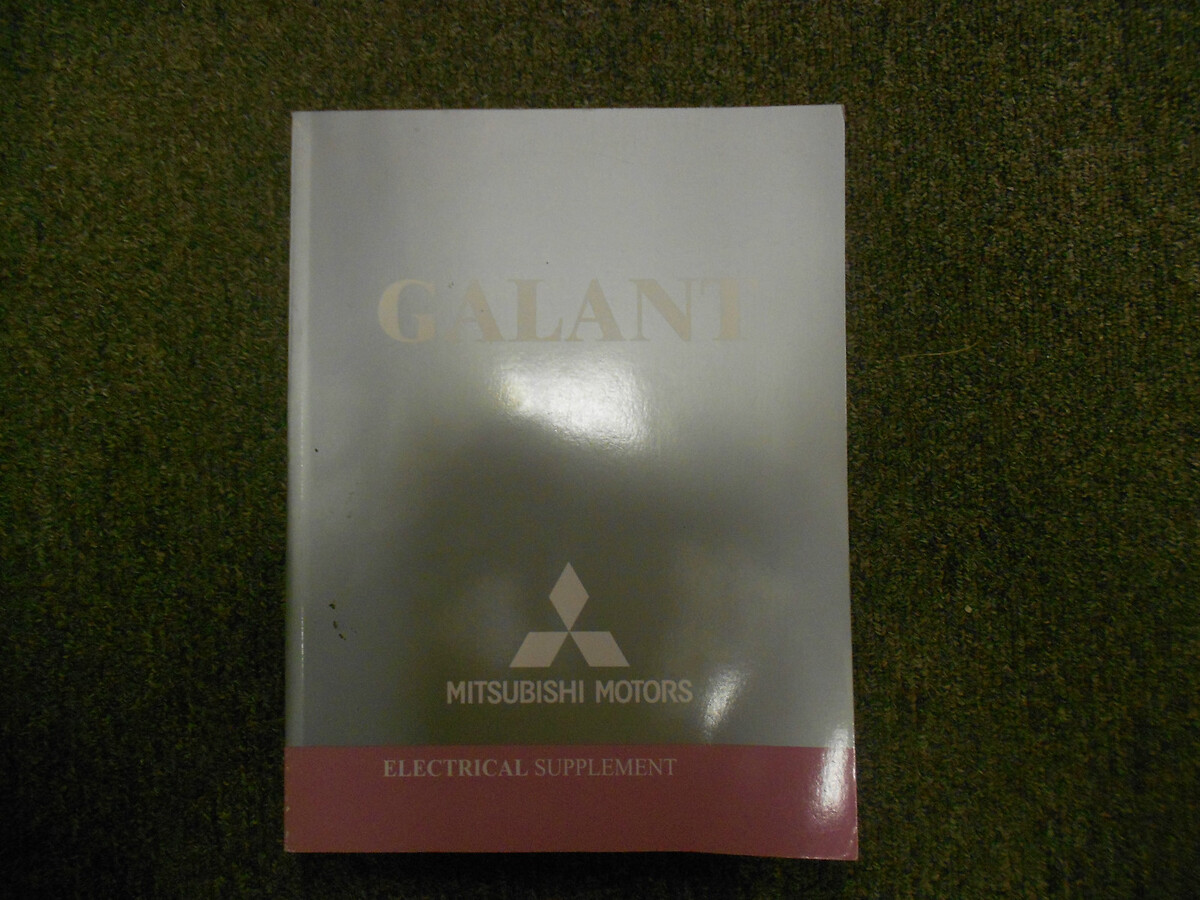 GALANT
MITSUBISHI MOTORS
ELECTRICAL SUPPLEMENT